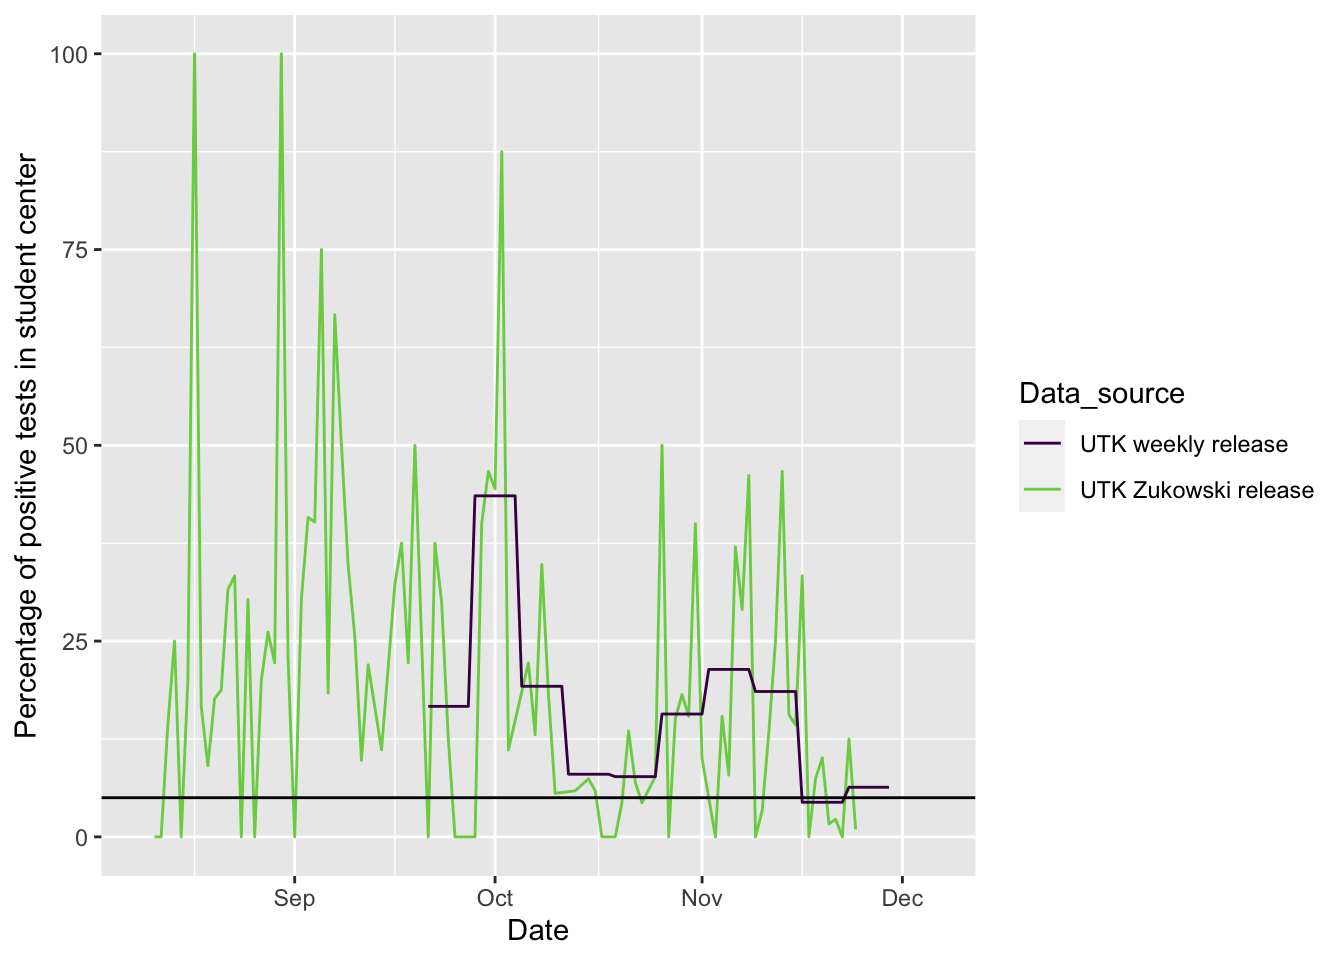 Percentage of positive tests in student center
100
75
50
25
0
Sep Oct Nov Dec
Date
Data_source
UTK weekly release
UTK Zukowski release